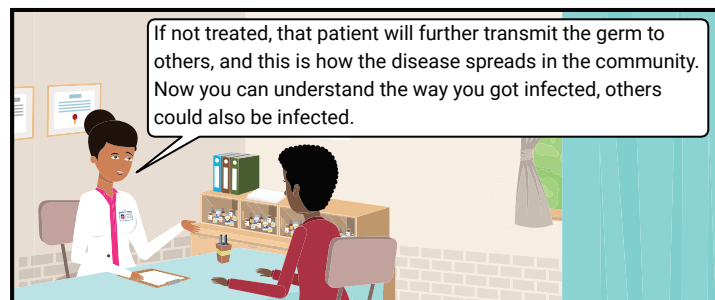 If not treated, that patient will further transmit the germ to
others, and this is how the disease spreads in the community.
Now you can understand the way you got infected, others
could also be infected.